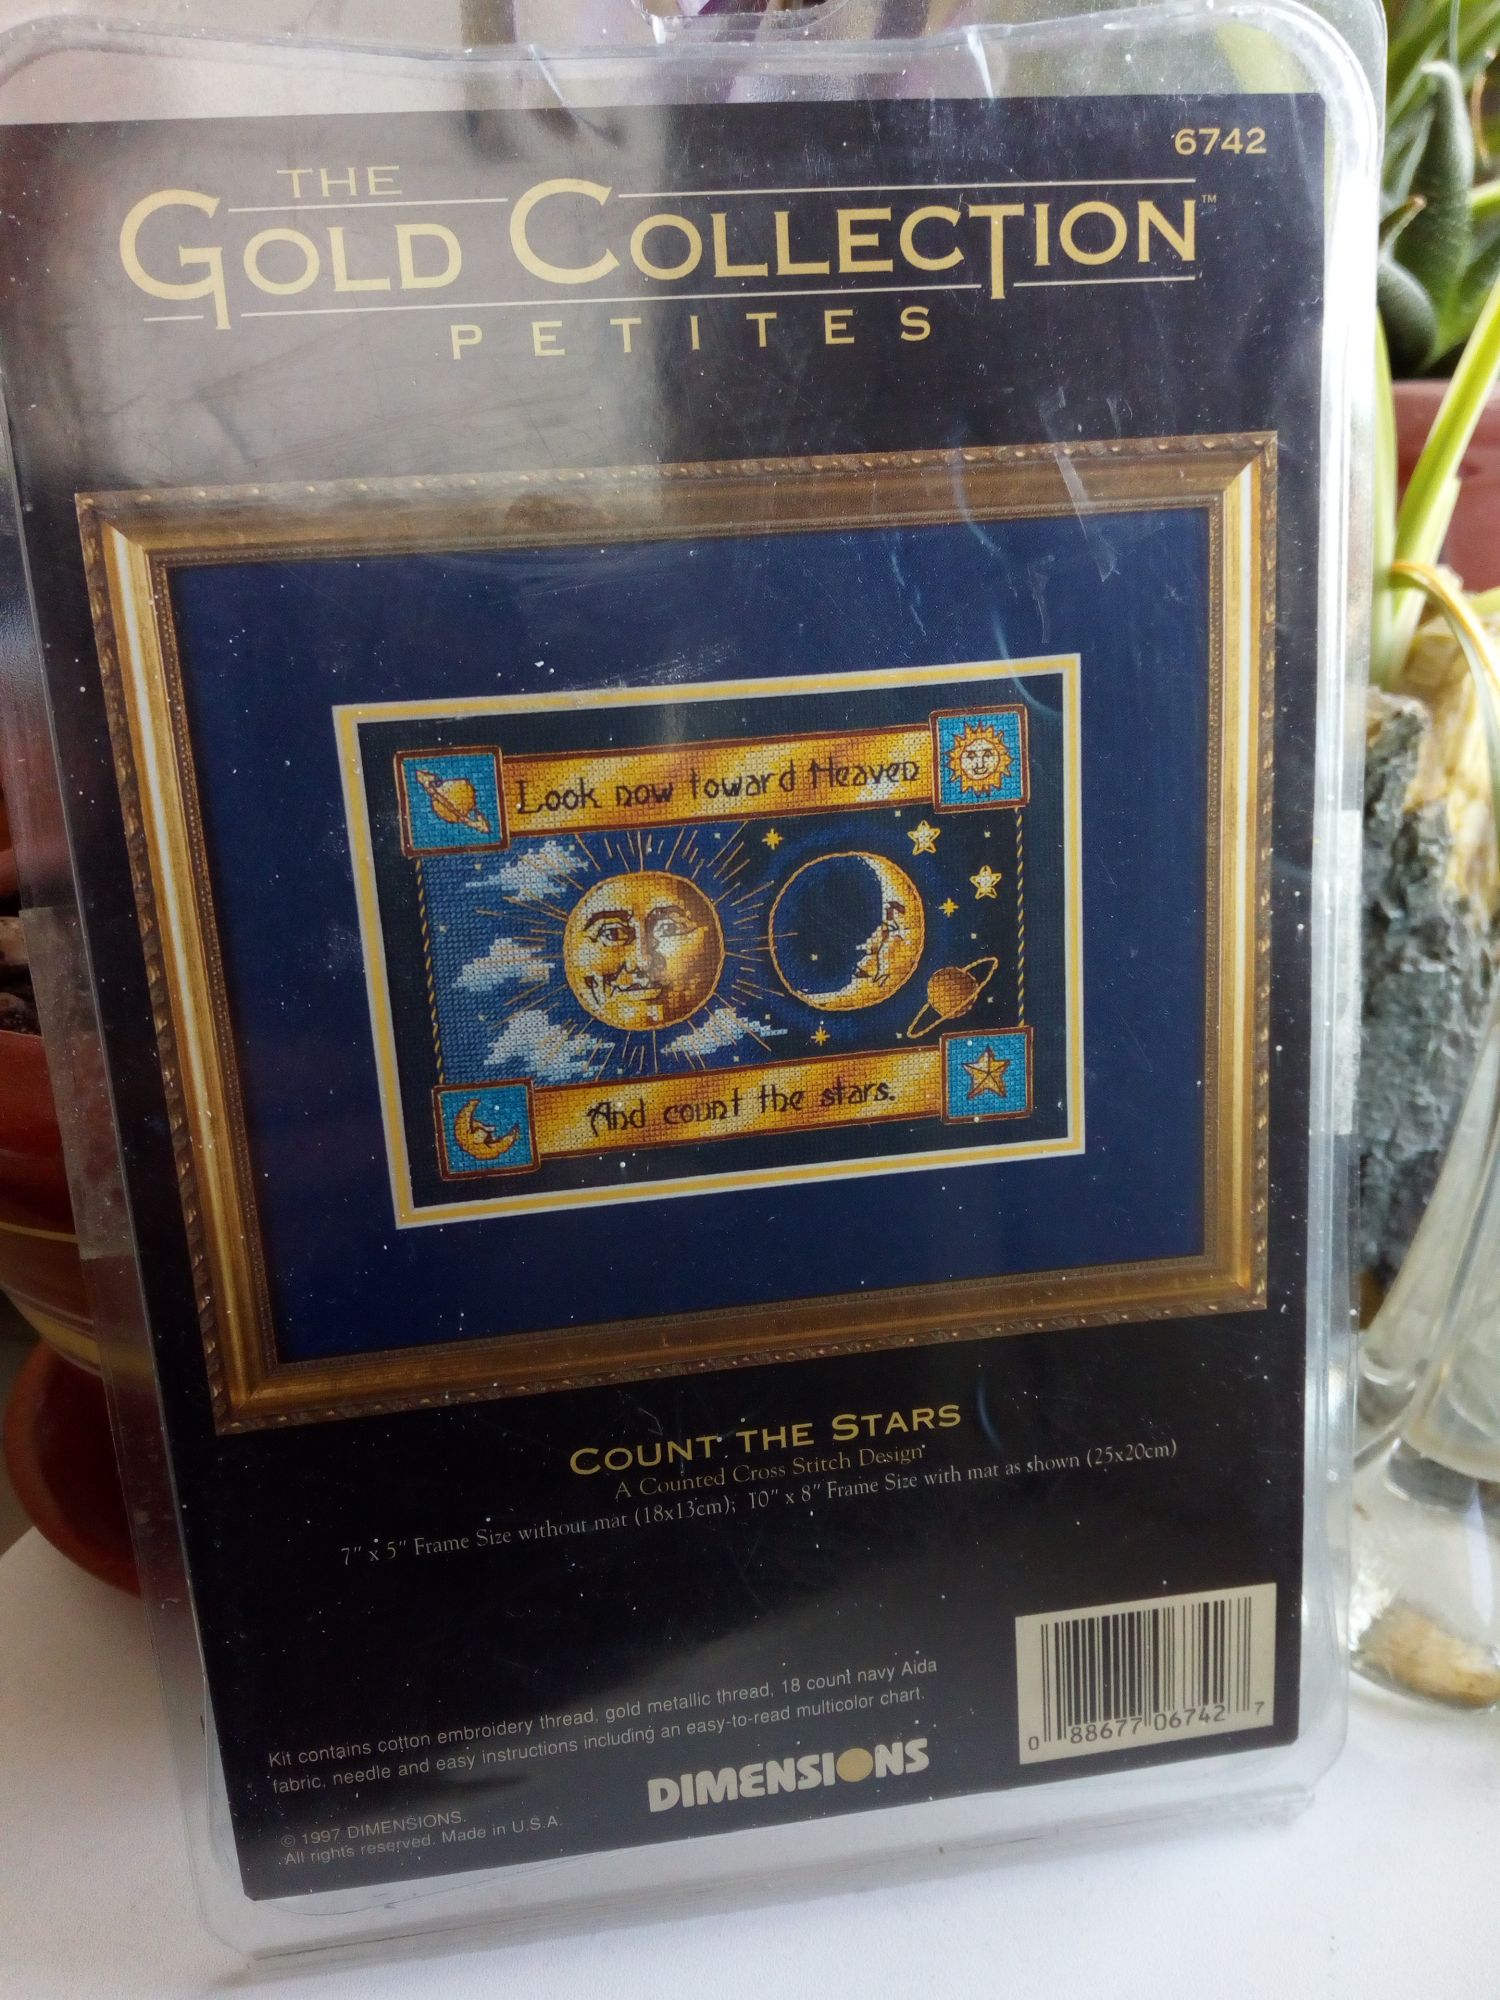 6742
THE
GOLD COLLECTION™
PETITES
Look now toward Heaven
And count the stars.
COUNT THE STARS
A Counted Cross Stitch Design
7" x 5" Frame Size without mat (18x13cm); 10" x 8" Frame Size with mat as shown (25x20cm)
Kit contains cotton embroidery thread, gold metallic thread, 18 count navy Aida
fabric, needle and easy instructions including an easy-to-read multicolor chart.
DIMENSIONS
© 1997 DIMENSIONS.
All rights reserved. Made in U.S.A.
0 88677 06742 7